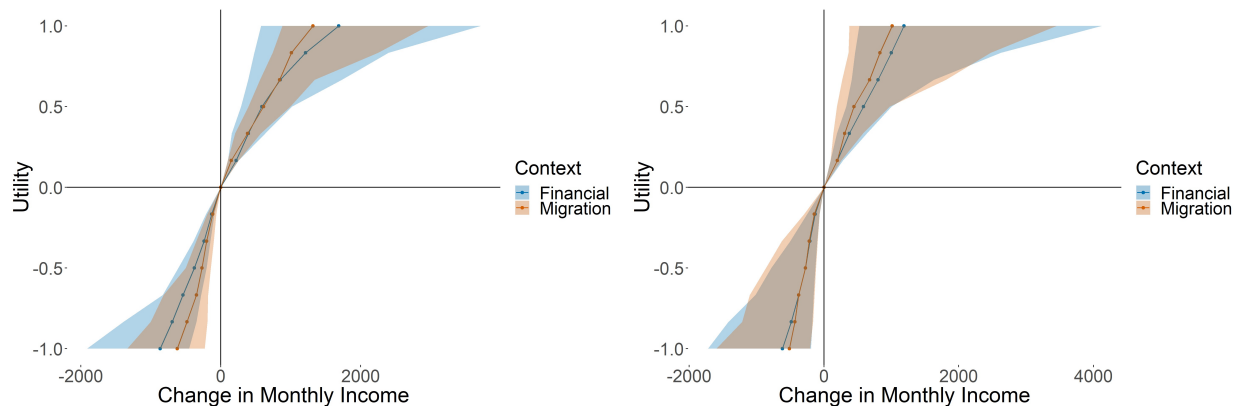 1.0
0.5
0.0
-0.5
-1.0
Utility
-2000 0 2000
Change in Monthly Income
Context
Financial
Migration
1.0
0.5
0.0
-0.5
-1.0
Utility
-2000 0 2000 4000
Change in Monthly Income
Context
Financial
Migration